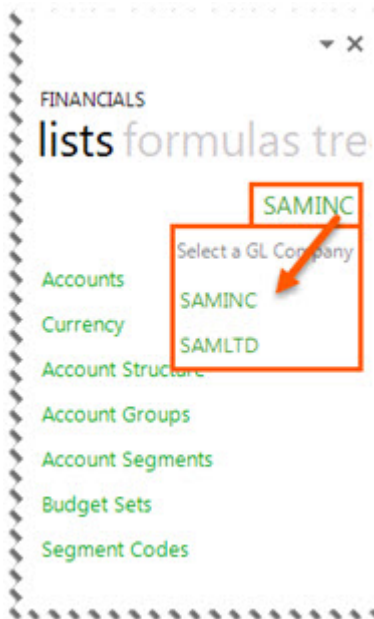 FINANCIALS
lists formulas tre
SAMINC
Select a GL Company
Accounts
SAMINC
Currency
SAMLTD
Account Structure
Account Groups
Account Segments
Budget Sets
Segment Codes